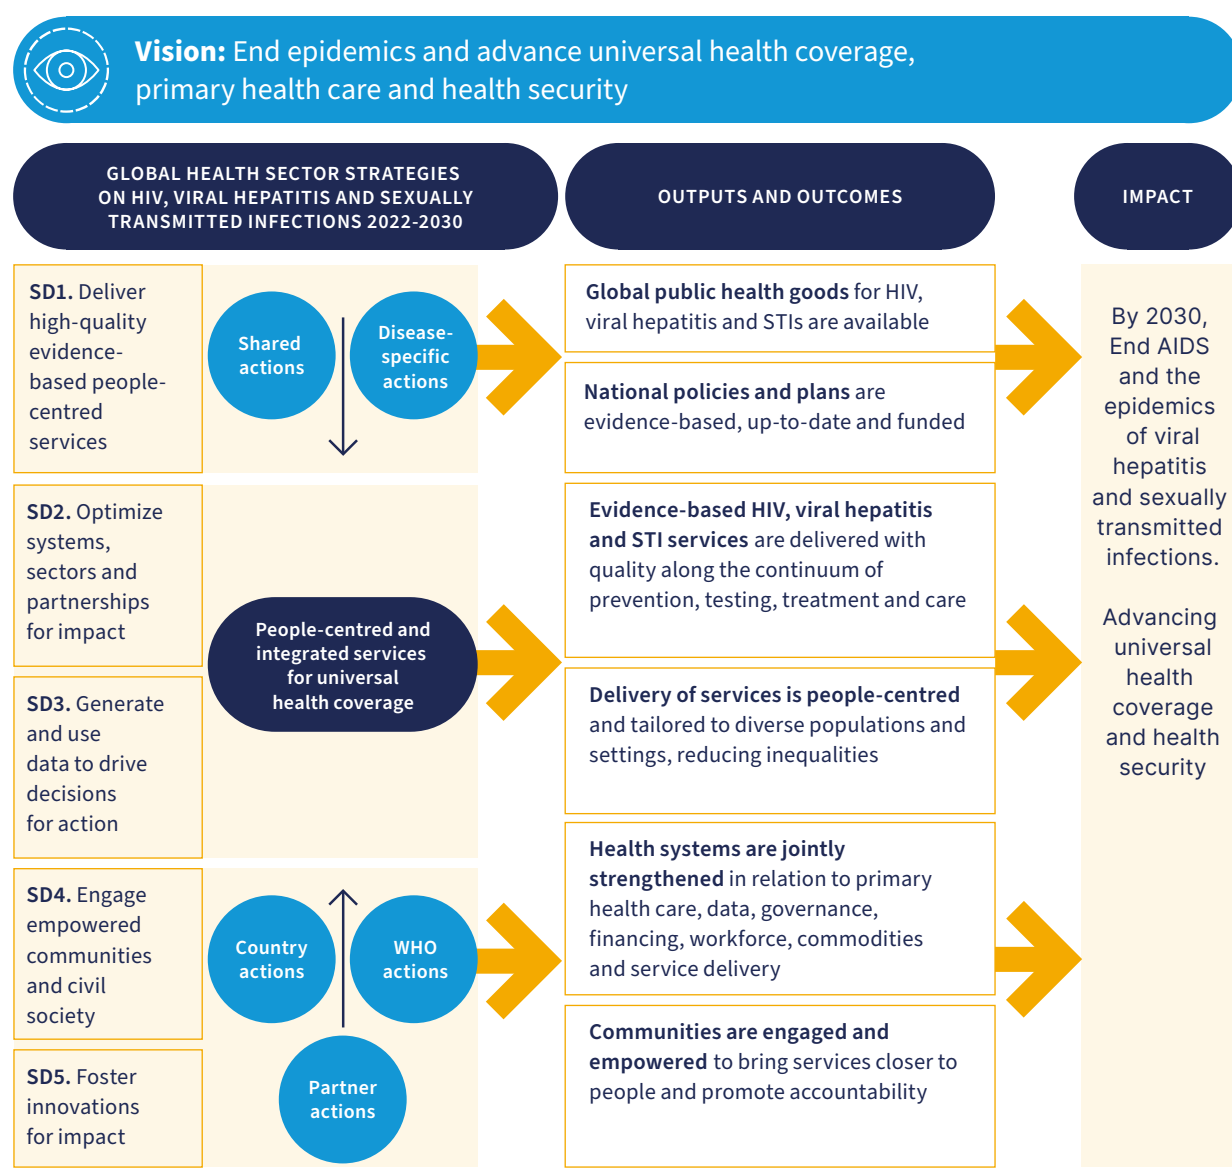 Vision: End epidemics and advance universal health coverage,
primary health care and health security
GLOBAL HEALTH SECTOR STRATEGIES
ON HIV, VIRAL HEPATITIS AND SEXUALLY
TRANSMITTED INFECTIONS 2022-2030
OUTPUTS AND OUTCOMES
IMPACT
SD1. Deliver
high-quality
evidence-
based people-
centred
services
SD2. Optimize
systems,
sectors and
partnerships
for impact
SD3. Generate
and use
data to drive
decisions
for action
SD4. Engage
empowered
communities
and civil
society
SD5. Foster
innovations
for impact
Shared
actions
Disease-
specific
actions
People-centred and
integrated services
for universal
health coverage
Country
actions
WHO
actions
Partner
actions
Global public health goods for HIV,
viral hepatitis and STIs are available
National policies and plans are
evidence-based, up-to-date and funded
Evidence-based HIV, viral hepatitis
and STI services are delivered with
quality along the continuum of
prevention, testing, treatment and care
Delivery of services is people-centred
and tailored to diverse populations and
settings, reducing inequalities
Health systems are jointly
strengthened in relation to primary
health care, data, governance,
financing, workforce, commodities
and service delivery
Communities are engaged and
empowered to bring services closer to
people and promote accountability
By 2030,
End AIDS
and the
epidemics
of viral
hepatitis
and sexually
transmitted
infections.
Advancing
universal
health
coverage
and health
security